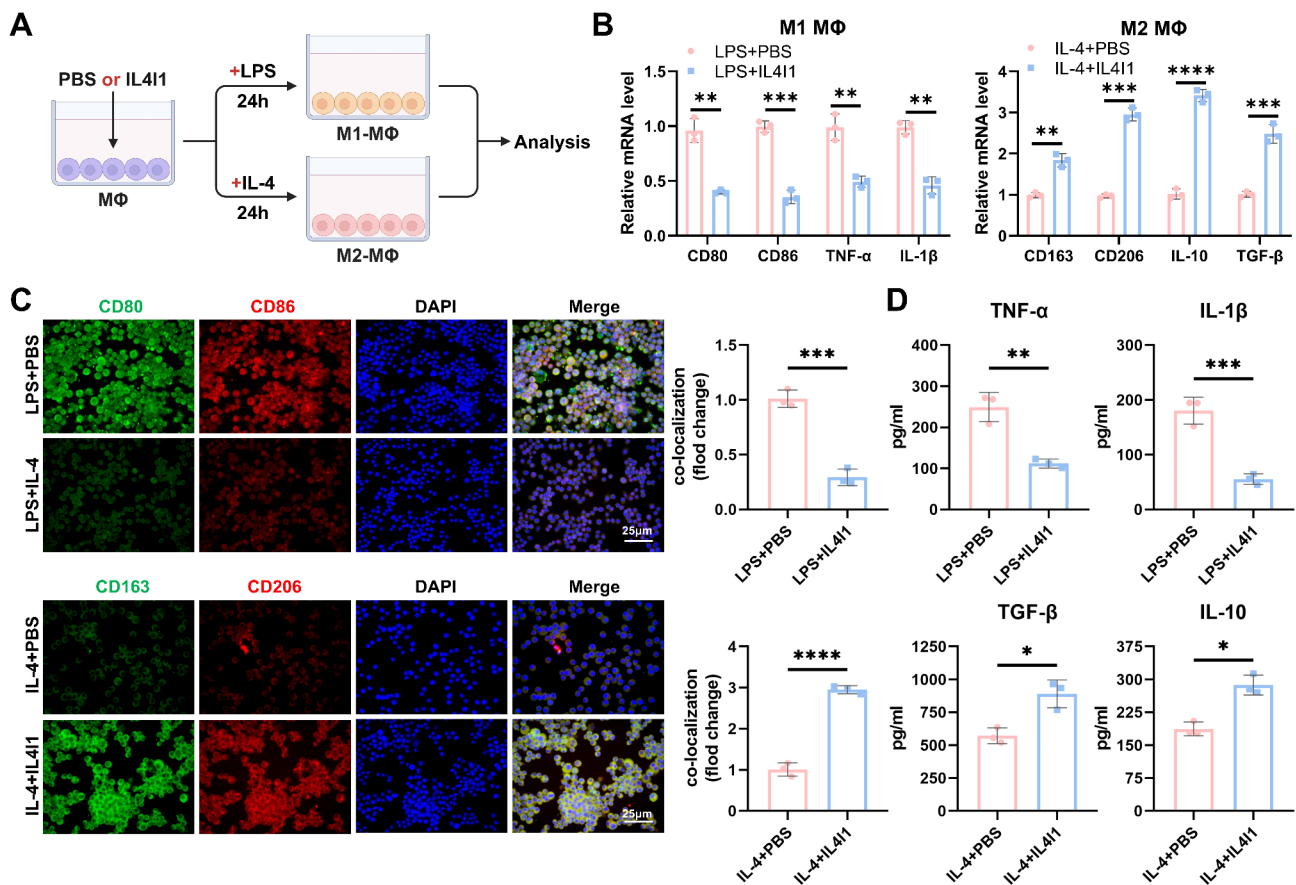 A
PBS or IL4I1
MΦ
+LPS
24h
M1-MΦ
+IL-4
24h
M2-MΦ
Analysis
B
M1 MΦ
LPS+PBS
LPS+IL4I1
Relative mRNA level
1.5
1.0
0.5
0.0
** *** ** **
CD80 CD86 TNF-α IL-1β
M2 MΦ
IL-4+PBS
IL-4+IL4I1
Relative mRNA level
4
3
2
1
0
** *** **** ***
CD163 CD206 IL-10 TGF-β
C
CD80 CD86 DAPI Merge
LPS+PBS
LPS+IL-4
25μm
co-localization
(flod change)
1.5
1.0
0.5
0.0
***
LPS+PBS
LPS+IL4I1
CD163 CD206 DAPI Merge
IL-4+PBS
IL-4+IL4I1
25μm
co-localization
(flod change)
4
3
2
1
0
****
IL-4+PBS
IL-4+IL4I1
D
TNF-α
pg/ml
400
300
200
100
0
**
LPS+PBS
LPS+IL4I1
IL-1β
pg/ml
300
200
100
0
***
LPS+PBS
LPS+IL4I1
TGF-β
pg/ml
1250
1000
750
500
250
0
*
IL-4+PBS
IL-4+IL4I1
IL-10
pg/ml
375
300
225
150
75
0
*
IL-4+PBS
IL-4+IL4I1